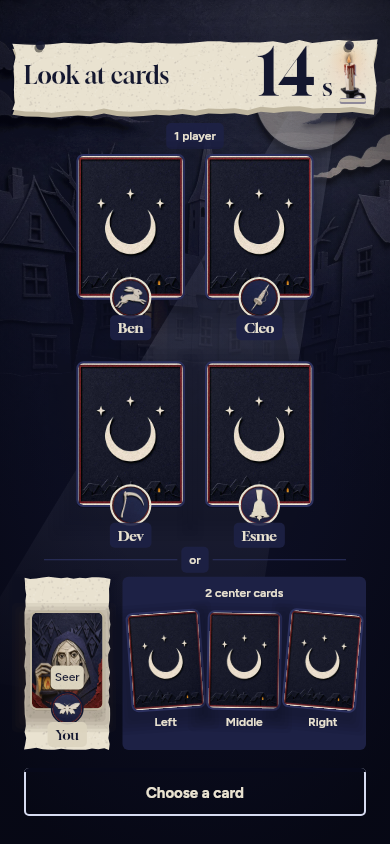 Look at cards
14 s
1 player
Ben
Cleo
Dev
Esme
or
Seer
You
2 center cards
Left
Middle
Right
Choose a card